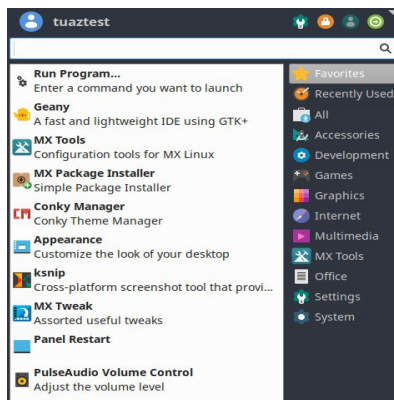 tuaztest
Run Program...
Enter a command you want to launch
Geany
A fast and lightweight IDE using GTK+
MX Tools
Configuration tools for MX Linux
MX Package Installer
Simple Package Installer
Conky Manager
Conky Theme Manager
Appearance
Customize the look of your desktop
ksnip
Cross-platform screenshot tool that provi...
MX Tweak
Assorted useful tweaks
Panel Restart
PulseAudio Volume Control
Adjust the volume level
Favorites
Recently Used
All
Accessories
Development
Games
Graphics
Internet
Multimedia
MX Tools
Office
Settings
System